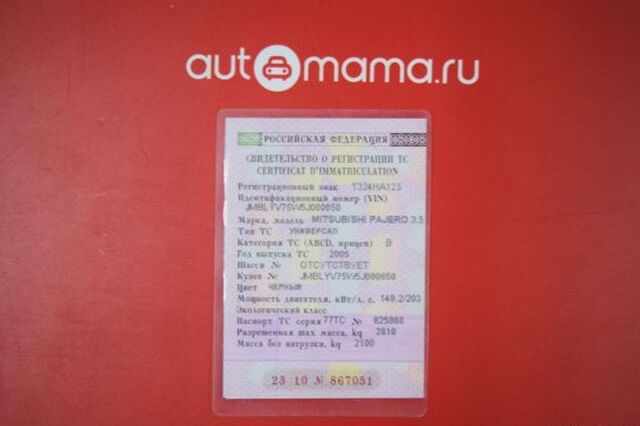 automama.ru
РОССИЙСКАЯ ФЕДЕРАЦИЯ
СВИДЕТЕЛЬСТВО О РЕГИСТРАЦИИ ТС
CERTIFICAT D'IMMATRICULATION
Регистрационный знак Т324НА123
Идентификационный номер (VIN)
JMBLYV75W5J000650
Марка, модель MITSUBISHI PAJERO 3.5
Тип ТС УНИВЕРСАЛ
Категория ТС (ABCD, прицеп) B
Год выпуска ТС 2005
Шасси № ОТСУТСТВУЕТ
Кузов № JMBLYV75W5J000650
Цвет ЧЕРНЫЙ
Мощность двигателя, кВт/л. с. 149.2/203
Экологический класс
Паспорт ТС серия 77ТС № 625868
Разрешенная max масса, kg 2810
Масса без нагрузки, kg 2100
23 10 № 867051